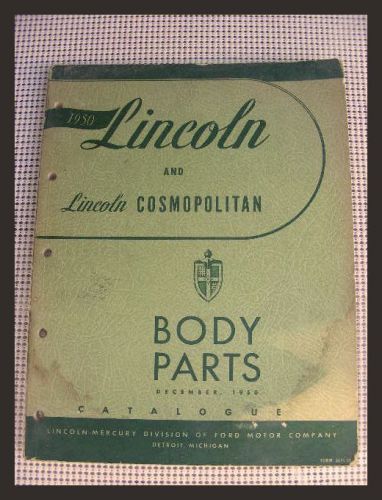 1950
Lincoln
AND
Lincoln COSMOPOLITAN
BODY
PARTS
DECEMBER, 1950
CATALOGUE
LINCOLN-MERCURY DIVISION OF FORD MOTOR COMPANY
DETROIT, MICHIGAN
FORM